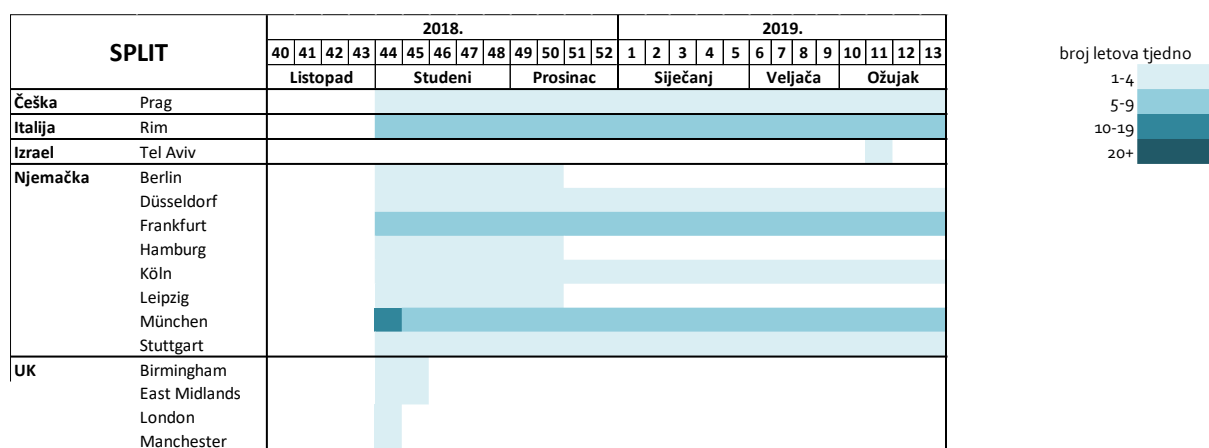 SPLIT
2018. 2019.
40 41 42 43 44 45 46 47 48 49 50 51 52 1 2 3 4 5 6 7 8 9 10 11 12 13
Listopad Studeni Prosinac Siječanj Veljača Ožujak
Češka Prag
Italija Rim
Izrael Tel Aviv
Njemačka Berlin
Düsseldorf
Frankfurt
Hamburg
Köln
Leipzig
München
Stuttgart
UK Birmingham
East Midlands
London
Manchester
broj letova tjedno
1-4
5-9
10-19
20+